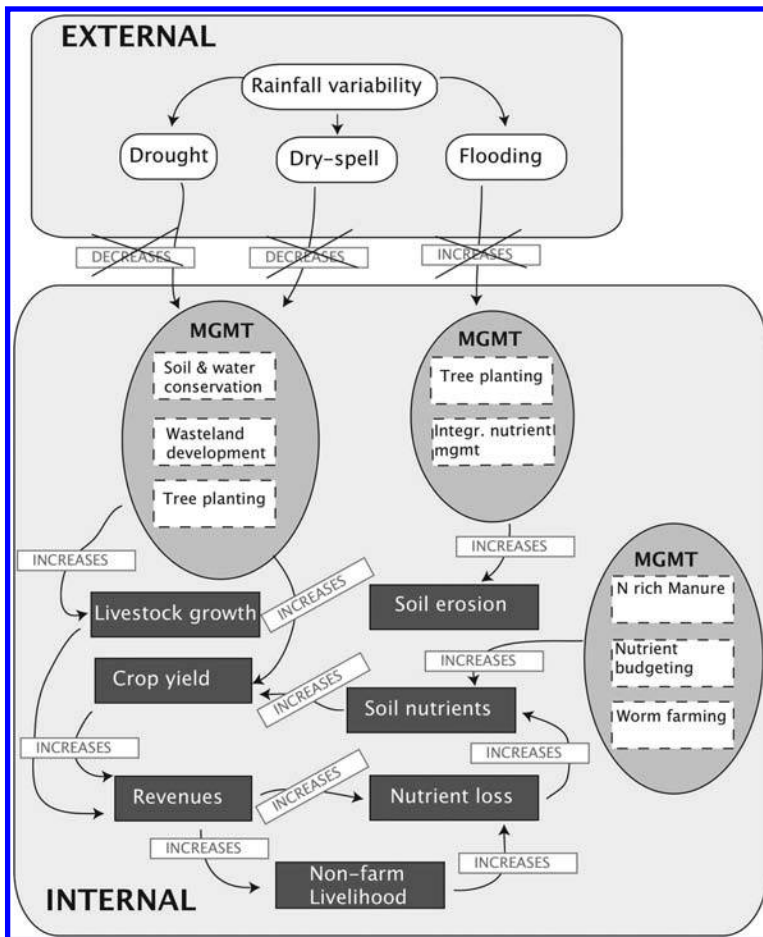 EXTERNAL
Rainfall variability
Drought
Dry-spell
Flooding
DECREASES
DECREASES
INCREASES
MGMT
Soil & water
conservation
Wasteland
development
Tree planting
MGMT
Tree planting
Integr. nutrient
mgmt
INCREASES
INCREASES
INCREASES
MGMT
N rich Manure
Nutrient
budgeting
Worm farming
Livestock growth
Soil erosion
INCREASES
Crop yield
INCREASES
Soil nutrients
INCREASES
INCREASES
Revenues
INCREASES
Nutrient loss
INCREASES
INCREASES
Non-farm
Livelihood
INTERNAL